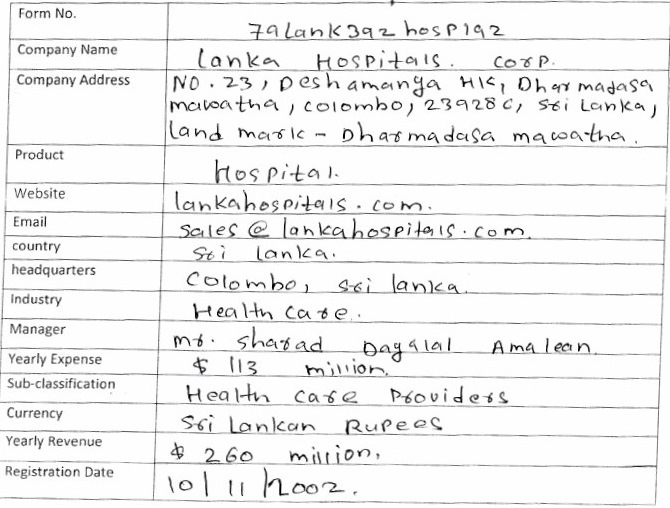 Form No. 79Lank392hosp192
Company Name Lanka Hospitals. Corp.
Company Address NO. 23, Deshamanya HK, Dharmadasa
mawatha, colombo, 23928C, Sri Lanka,
Land mark - Dharmadasa mawatha.
Product Hospital.
Website lankahospitals.com.
Email sales@lankahospitals.com.
country Sri lanka.
headquarters Colombo, Sri lanka.
Industry Health care.
Manager mr. sharad Dayalal Amalean.
Yearly Expense $ 113 million.
Sub-classification Health care Providers
Currency Sri Lankan Rupees
Yearly Revenue $ 260 million,
Registration Date 10/11/2002.